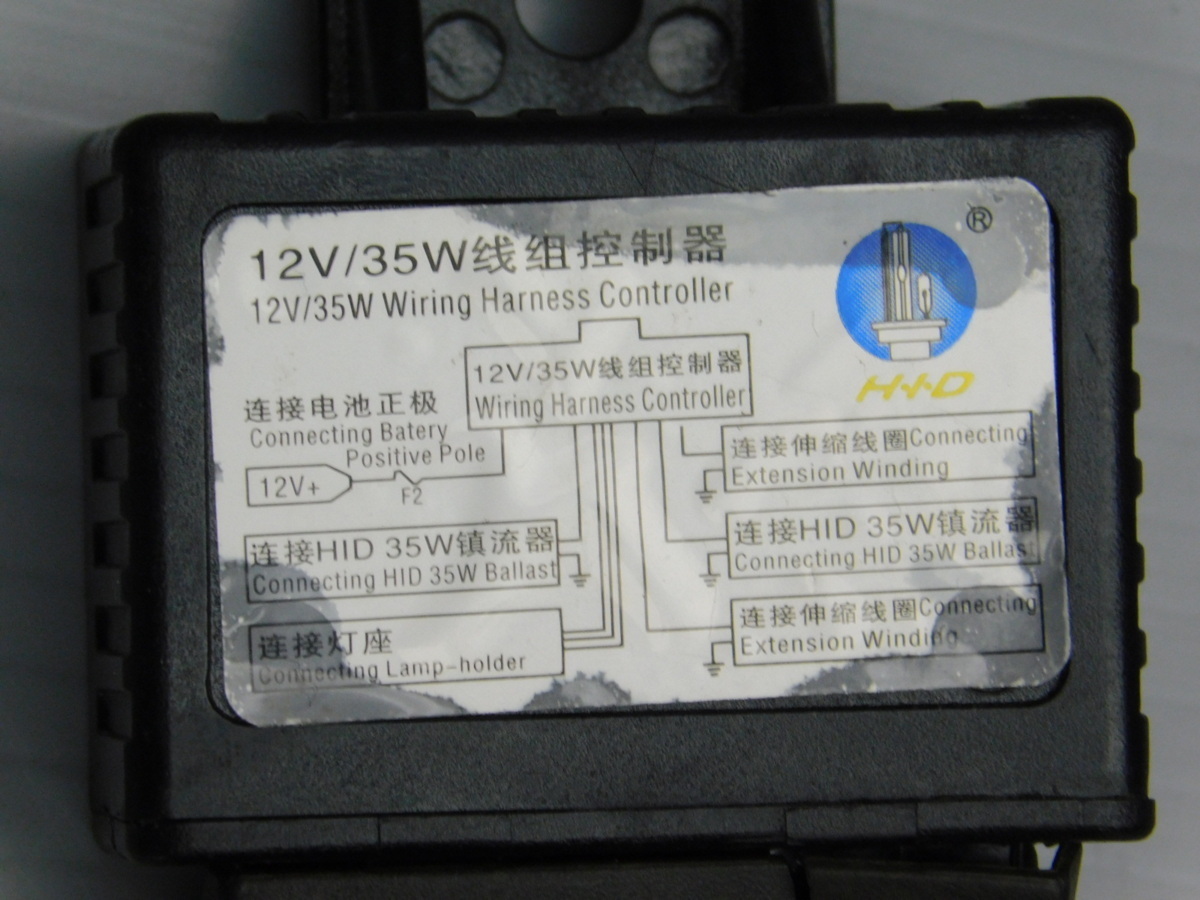 12V/35W线组控制器
®
12V/35W Wiring Harness Controller
H·I·D
12V/35W线组控制器
Wiring Harness Controller
连接电池正极
Connecting Batery
Positive Pole
12V+
F2
连接伸缩线圈Connecting
Extension Winding
连接HID 35W镇流器
Connecting HID 35W Ballast
连接HID 35W镇流器
Connecting HID 35W Ballast
连接灯座
Connecting Lamp-holder
连接伸缩线圈Connecting
Extension Winding